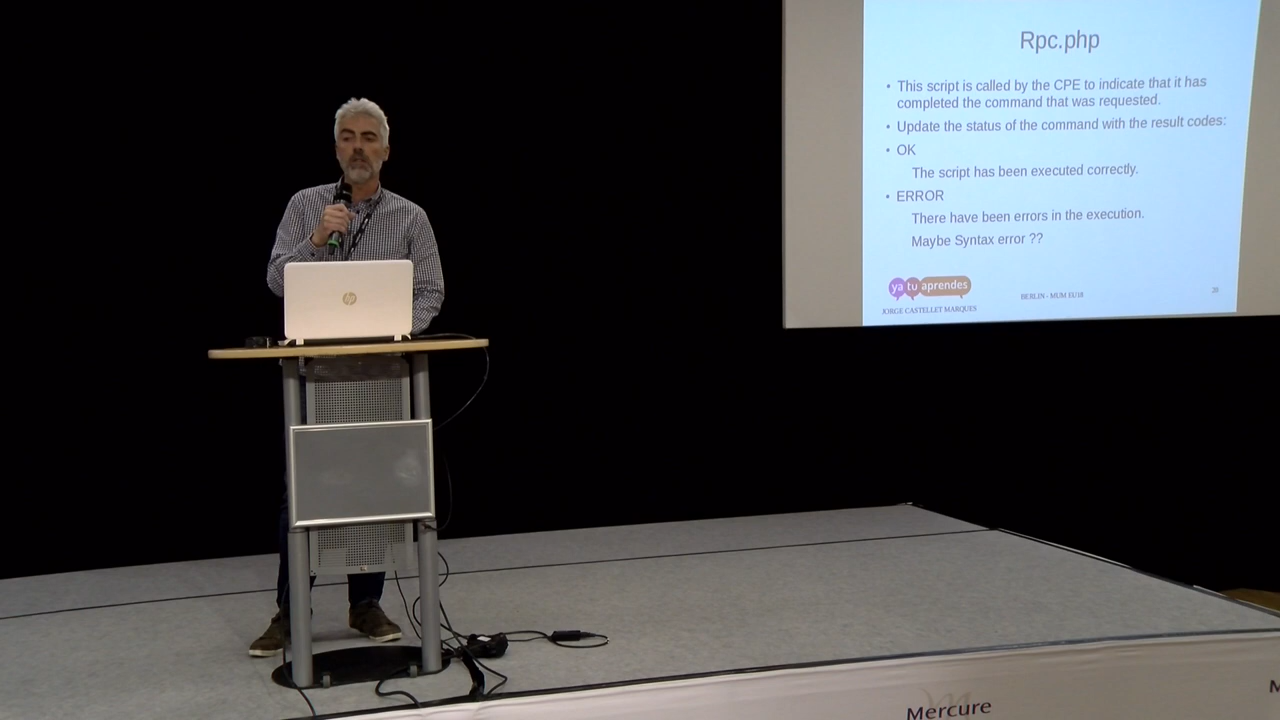 Rpc.php
• This script is called by the CPE to indicate that it has
completed the command that was requested.
• Update the status of the command with the result codes:
• OK
The script has been executed correctly.
• ERROR
There have been errors in the execution.
Maybe Syntax error ??
ya tu aprendes
JORGE CASTELLET MARQUES
BERLIN - MUM EU18
20
hp
Mercure
M